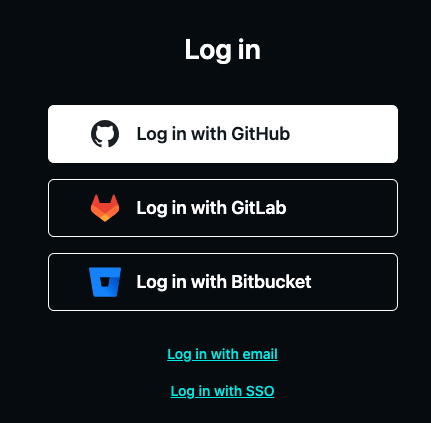 Log in
Log in with GitHub
Log in with GitLab
Log in with Bitbucket
Log in with email
Log in with SSO